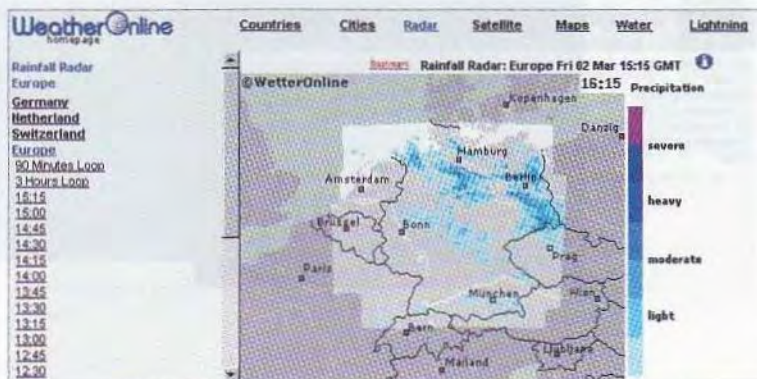 WeatherOnline
homepage
Countries Cities Radar Satellite Maps Water Lightning
Rainfall Radar
Europe
Germany
Netherland
Switzerland
Europe
90 Minutes Loop
3 Hours Loop
15:15
15:00
14:45
14:30
14:15
14:00
13:45
13:30
13:15
13:00
12:45
12:30
Rainfall Radar: Europe Fri 02 Mar 15:15 GMT
©WetterOnline
16:15
Kopenhagen
Danzig
Hamburg
Amsterdam
Berlin
Brüssel
Bonn
Prag
Paris
München
Wien
Bern
Ljubljana
Mailand
Precipitation
severe
heavy
moderate
light